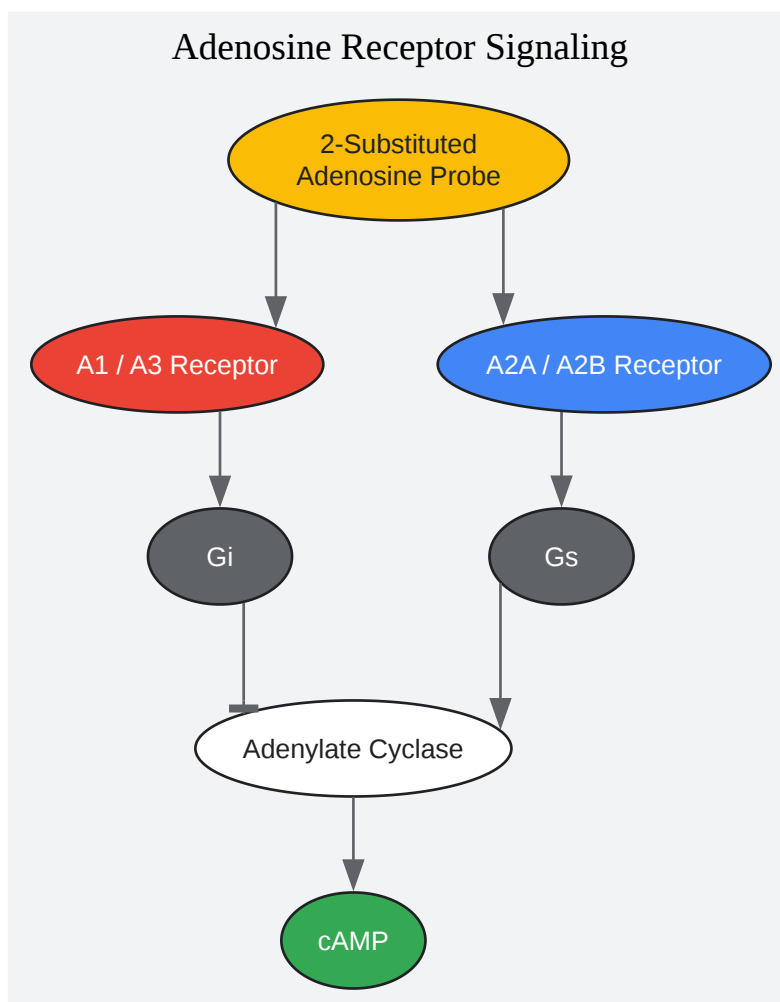 Adenosine Receptor Signaling
2-Substituted
Adenosine Probe
A1 / A3 Receptor
A2A / A2B Receptor
Gi
Gs
Adenylate Cyclase
cAMP